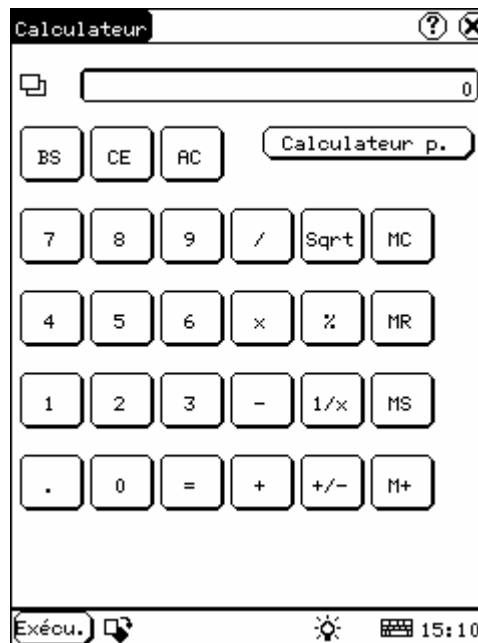 Calculateur ?
0
BS CE AC Calculateur p.
7 8 9 / Sqrt MC
4 5 6 x % MR
1 2 3 - 1/x MS
. 0 = + +/- M+
Exécu. 15:10